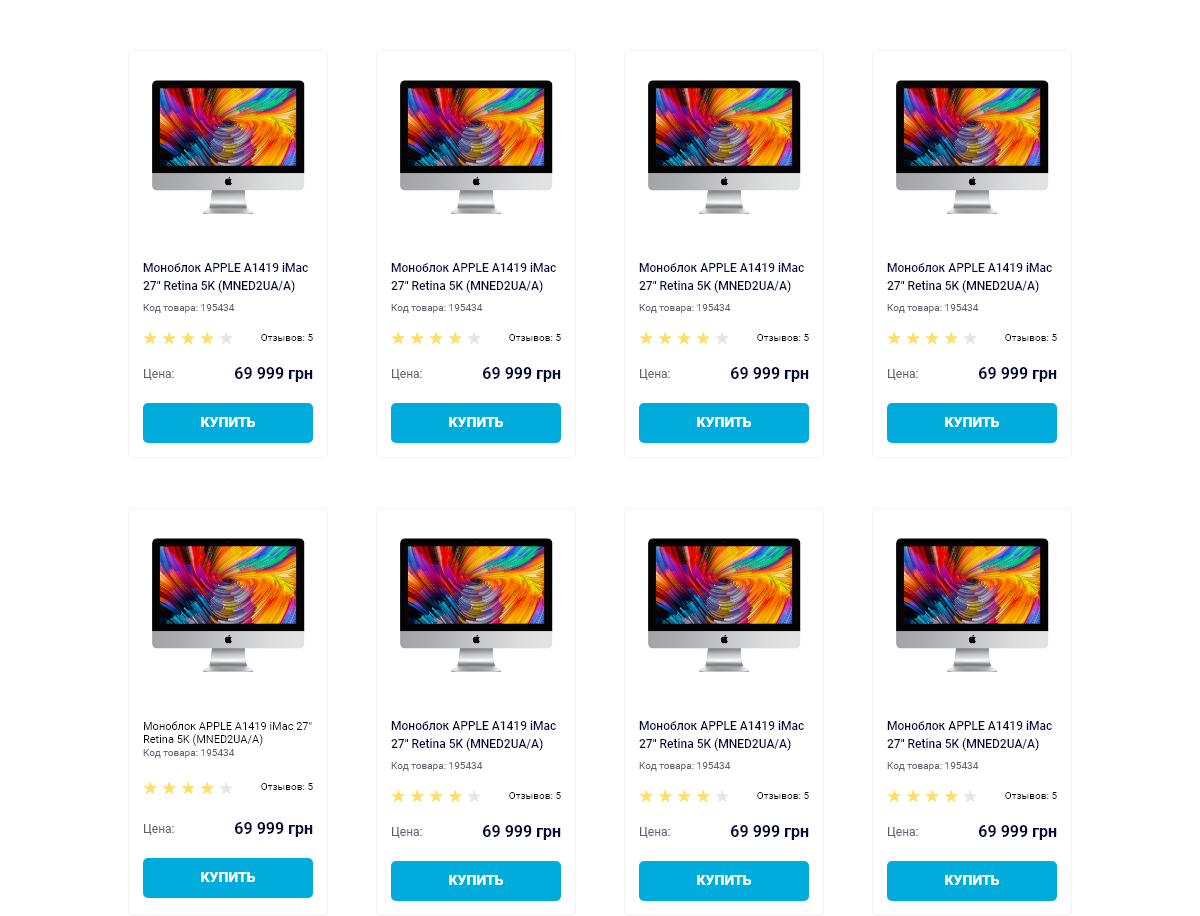 Моноблок APPLE A1419 iMac
27" Retina 5K (MNED2UA/A)
Код товара: 195434
Отзывов: 5
Цена: 69 999 грн
КУПИТЬ
Моноблок APPLE A1419 iMac
27" Retina 5K (MNED2UA/A)
Код товара: 195434
Отзывов: 5
Цена: 69 999 грн
КУПИТЬ
Моноблок APPLE A1419 iMac
27" Retina 5K (MNED2UA/A)
Код товара: 195434
Отзывов: 5
Цена: 69 999 грн
КУПИТЬ
Моноблок APPLE A1419 iMac
27" Retina 5K (MNED2UA/A)
Код товара: 195434
Отзывов: 5
Цена: 69 999 грн
КУПИТЬ
Моноблок APPLE A1419 iMac 27"
Retina 5K (MNED2UA/A)
Код товара: 195434
Отзывов: 5
Цена: 69 999 грн
КУПИТЬ
Моноблок APPLE A1419 iMac
27" Retina 5K (MNED2UA/A)
Код товара: 195434
Отзывов: 5
Цена: 69 999 грн
КУПИТЬ
Моноблок APPLE A1419 iMac
27" Retina 5K (MNED2UA/A)
Код товара: 195434
Отзывов: 5
Цена: 69 999 грн
КУПИТЬ
Моноблок APPLE A1419 iMac
27" Retina 5K (MNED2UA/A)
Код товара: 195434
Отзывов: 5
Цена: 69 999 грн
КУПИТЬ